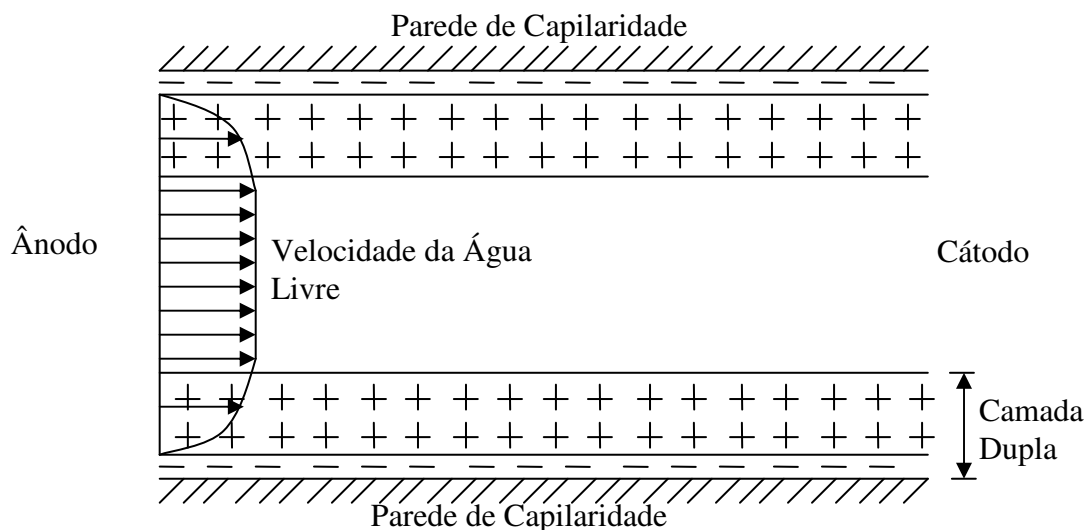 Parede de Capilaridade
Ânodo
Velocidade da Água
Livre
Cátodo
Camada
Dupla
Parede de Capilaridade